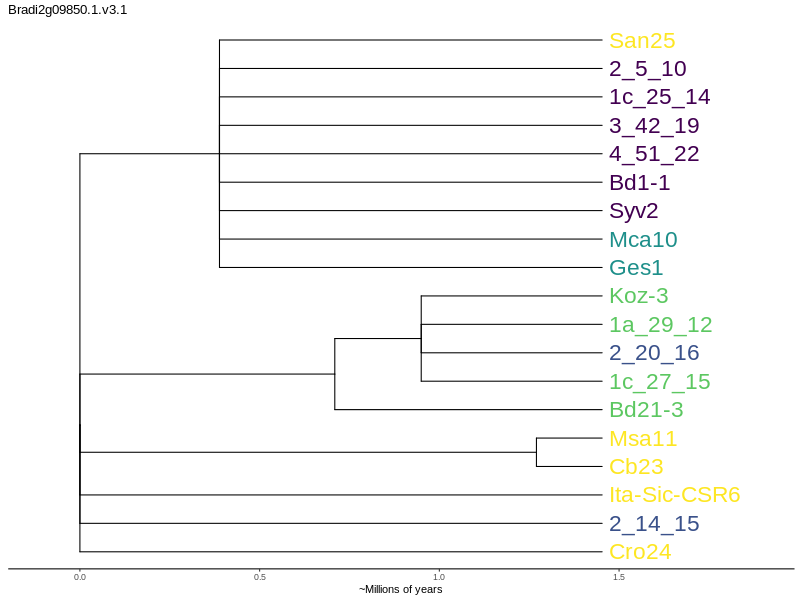 Bradi2g09850.1.v3.1
San25
2_5_10
1c_25_14
3_42_19
4_51_22
Bd1-1
Syv2
Mca10
Ges1
Koz-3
1a_29_12
2_20_16
1c_27_15
Bd21-3
Msa11
Cb23
Ita-Sic-CSR6
2_14_15
Cro24
0.0 0.5 1.0 1.5
~Millions of years